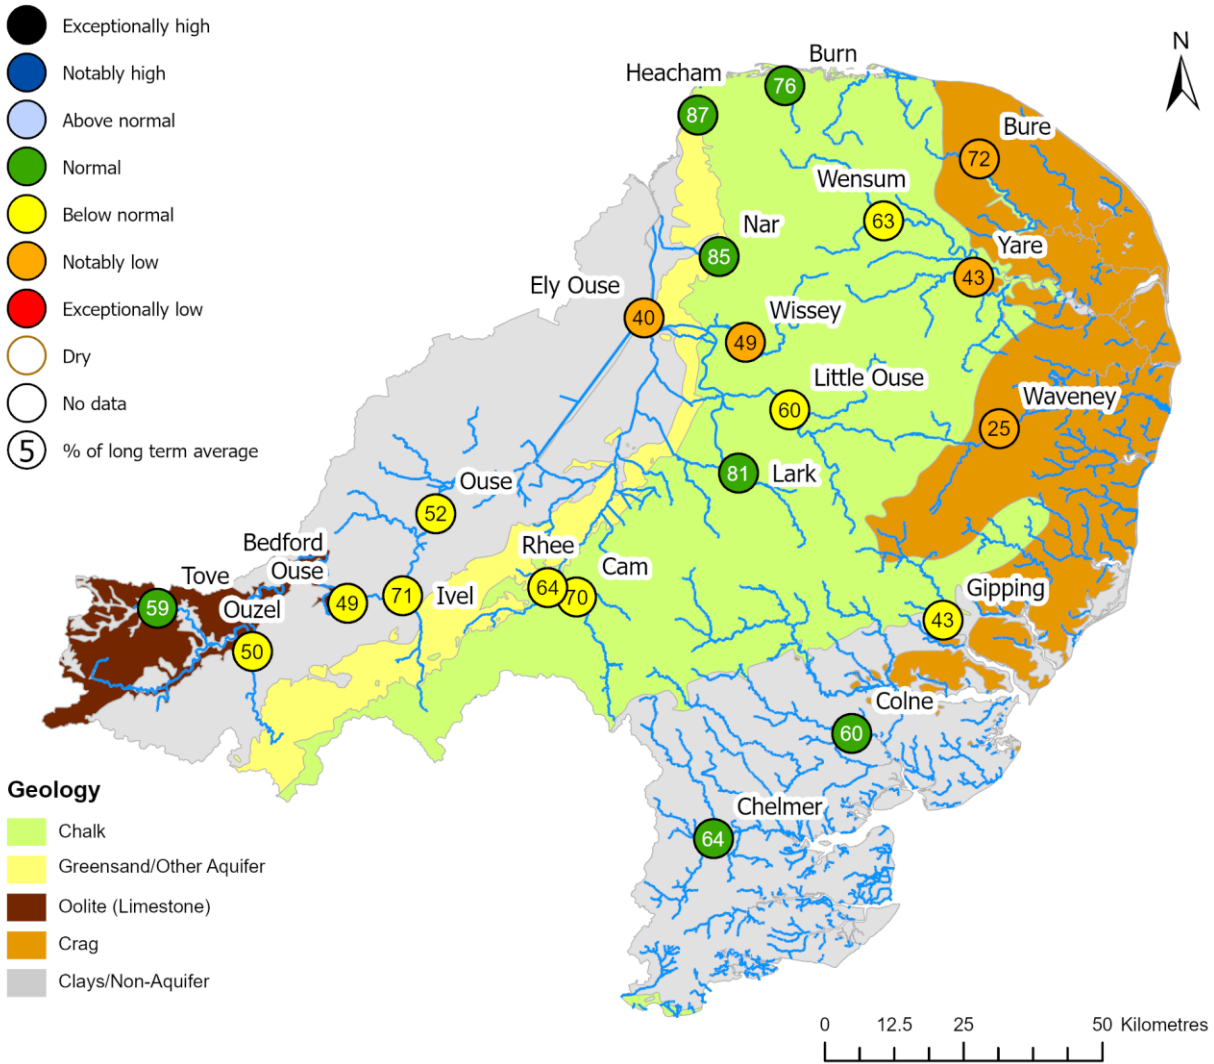 Exceptionally high
Notably high
Above normal
Normal
Below normal
Notably low
Exceptionally low
Dry
No data
5 % of long term average
N
Burn
76
Heacham
87
Bure
72
Wensum
63
Nar
85
Yare
43
Ely Ouse
40
Wissey
49
Little Ouse
60
Waveney
25
Lark
81
Ouse
52
Bedford
Ouse
49
Rhee
64
Cam
70
Ivel
71
Tove
59
Ouzel
50
Gipping
43
Colne
60
Chelmer
64
Geology
Chalk
Greensand/Other Aquifer
Oolite (Limestone)
Crag
Clays/Non-Aquifer
0 12.5 25 50 Kilometres